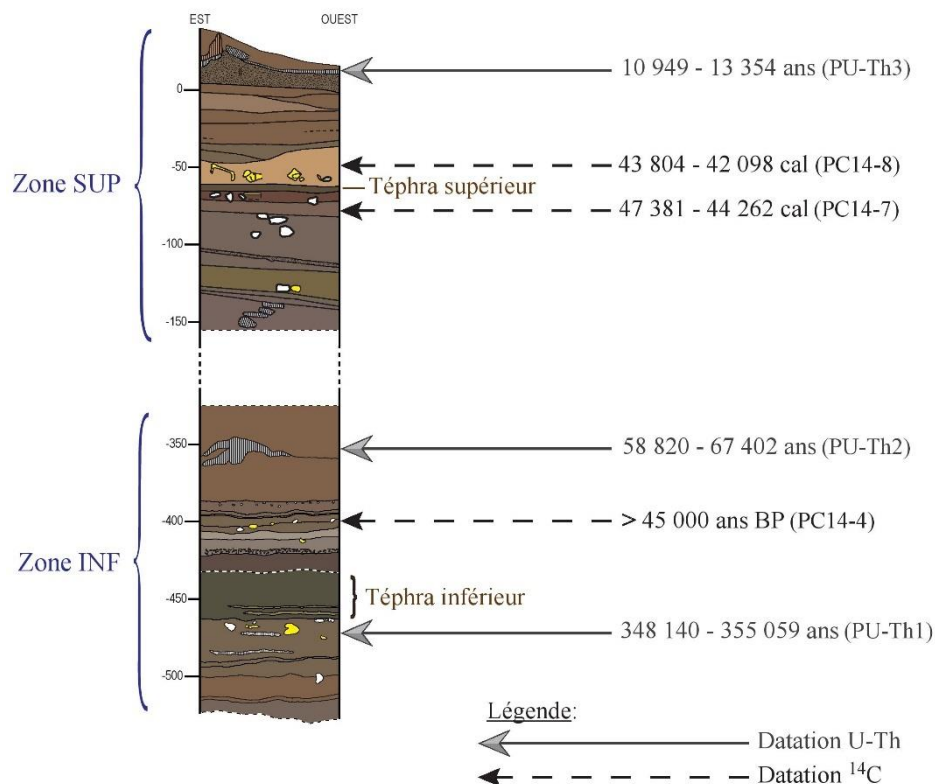 EST OUEST
10 949 - 13 354 ans (PU-Th3)
0
-50
43 804 - 42 098 cal (PC14-8)
Zone SUP
Téphra supérieur
47 381 - 44 262 cal (PC14-7)
-100
-150
-350
58 820 - 67 402 ans (PU-Th2)
-400
> 45 000 ans BP (PC14-4)
Zone INF
-450
Téphra inférieur
348 140 - 355 059 ans (PU-Th1)
-500
Légende:
Datation U-Th
Datation ¹⁴C